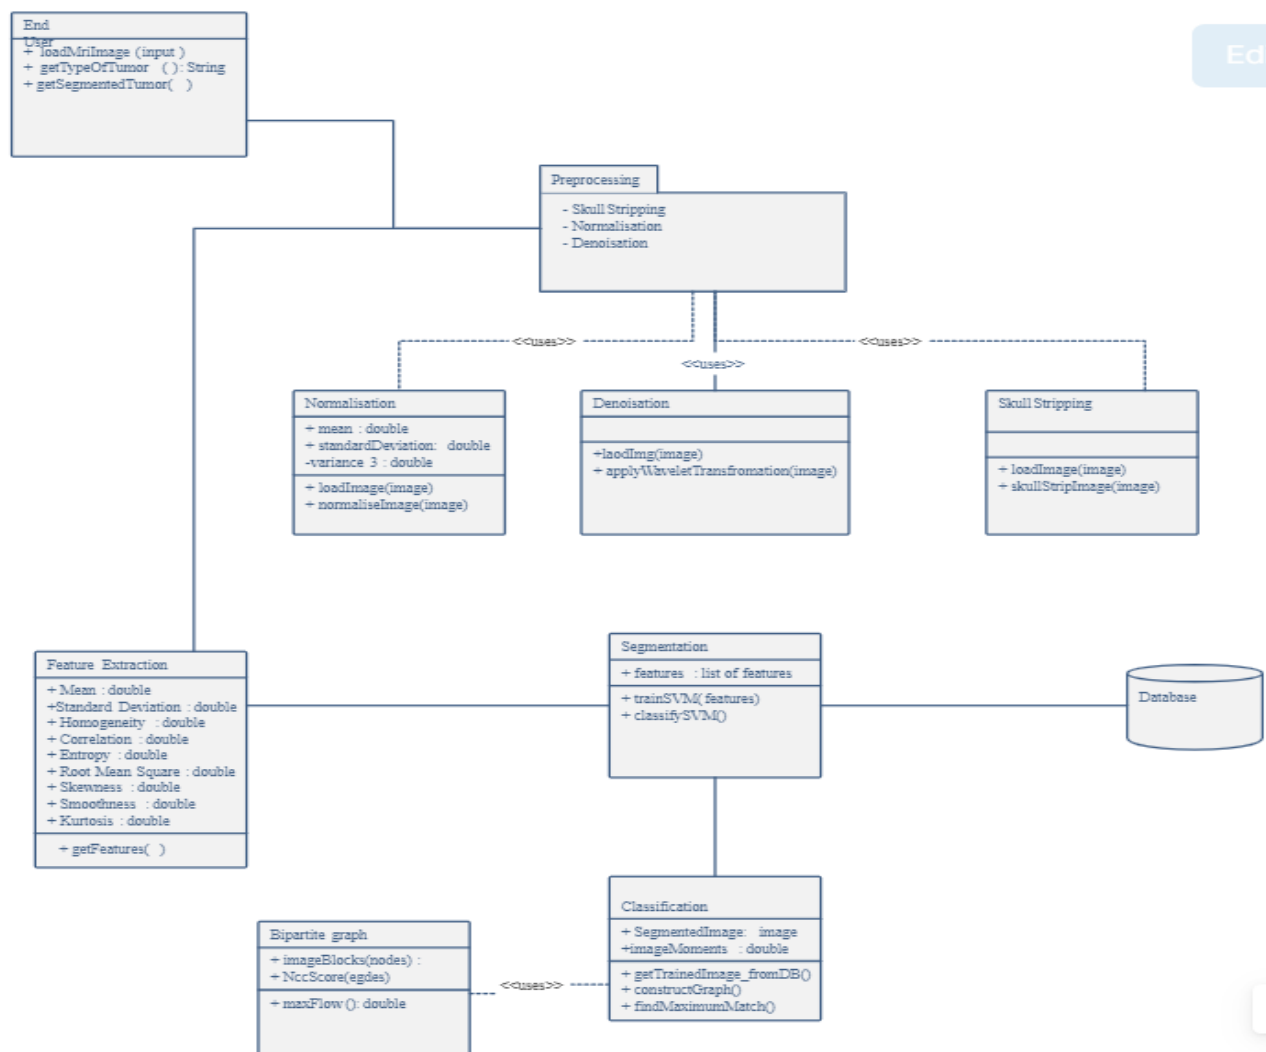 End
User
+ loadMriImage (input )
+ getTypeOfTumor ( ): String
+ getSegmentedTumor( )
Preprocessing
- Skull Stripping
- Normalisation
- Denoisation
<<uses>>
<<uses>>
<<uses>>
Normalisation
+ mean : double
+ standardDeviation: double
-variance 3 : double
+ loadImage(image)
+ normaliseImage(image)
Denoisation
+laodImg(image)
+ applyWaveletTransfromation(image)
Skull Stripping
+ loadImage(image)
+ skullStripImage(image)
Feature Extraction
+ Mean : double
+Standard Deviation : double
+ Homogeneity : double
+ Correlation : double
+ Entropy : double
+ Root Mean Square : double
+ Skewness : double
+ Smoothness : double
+ Kurtosis : double
+ getFeatures( )
Segmentation
+ features : list of features
+ trainSVM( features)
+ classifySVM()
Database
Classification
+ SegmentedImage: image
+imageMoments : double
+ getTrainedImage_fromDB()
+ constructGraph()
+ findMaximumMatch()
<<uses>>
Bipartite graph
+ imageBlocks(nodes) :
+ NccScore(egdes)
+ maxFlow (): double